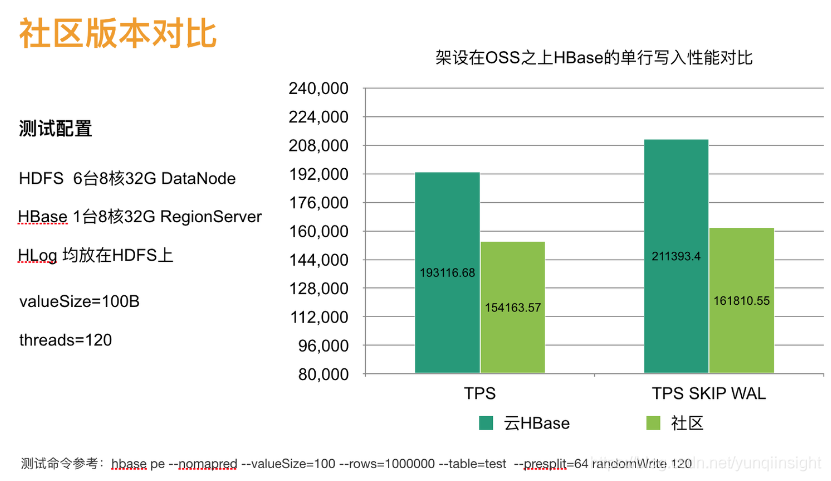 社区版本对比
测试配置
HDFS 6台8核32G DataNode
HBase 1台8核32G RegionServer
HLog 均放在HDFS上
valueSize=100B
threads=120
架设在OSS之上HBase的单行写入性能对比
240,000
224,000
208,000
192,000
176,000
160,000
144,000
128,000
112,000
96,000
80,000
193116.68
154163.57
211393.4
161810.55
TPS
TPS SKIP WAL
云HBase
社区
测试命令参考：hbase pe --nomapred --valueSize=100 --rows=1000000 --table=test --presplit=64 randomWrite 120
net/yunqiinsight